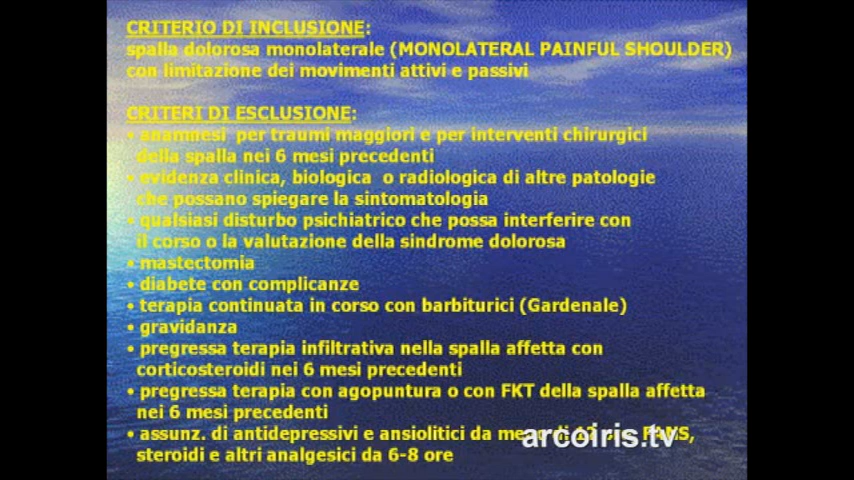 CRITERIO DI INCLUSIONE:
spalla dolorosa monolaterale (MONOLATERAL PAINFUL SHOULDER)
con limitazione dei movimenti attivi e passivi
CRITERI DI ESCLUSIONE:
• anamnesi per traumi maggiori e per interventi chirurgici
della spalla nei 6 mesi precedenti
• evidenza clinica, biologica o radiologica di altre patologie
che possano spiegare la sintomatologia
• qualsiasi disturbo psichiatrico che possa interferire con
il corso o la valutazione della sindrome dolorosa
• mastectomia
• diabete con complicanze
• terapia continuata in corso con barbiturici (Gardenale)
• gravidanza
• pregressa terapia infiltrativa nella spalla affetta con
corticosteroidi nei 6 mesi precedenti
• pregressa terapia con agopuntura o con FKT della spalla affetta
nei 6 mesi precedenti
• assunz. di antidepressivi e ansiolitici da
steroidi e altri analgesici da 6-8 ore
arcoiris.tv